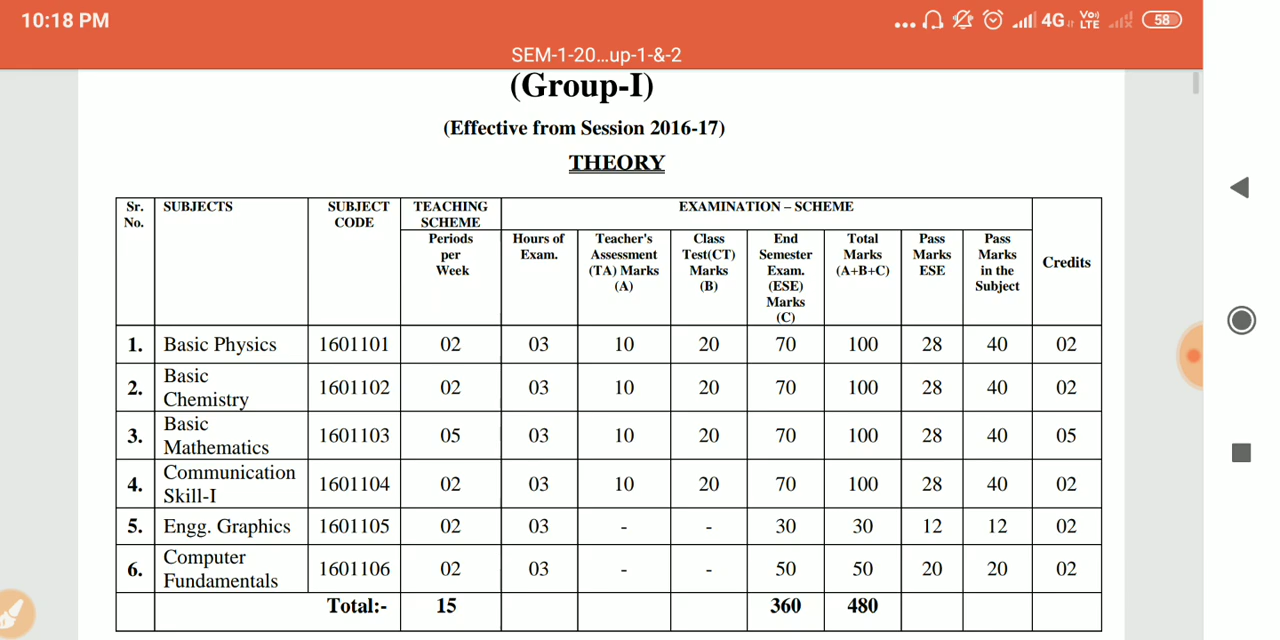 10:18 PM
4G
Vo))
LTE
58
SEM-1-20...up-1-&-2
(Group-I)
(Effective from Session 2016-17)
THEORY
Sr. No. SUBJECTS SUBJECT CODE TEACHING SCHEME EXAMINATION – SCHEME Credits
Periods per Week Hours of Exam. Teacher's Assessment (TA) Marks (A) Class Test(CT) Marks (B) End Semester Exam. (ESE) Marks (C) Total Marks (A+B+C) Pass Marks ESE Pass Marks in the Subject
1. Basic Physics 1601101 02 03 10 20 70 100 28 40 02
2. Basic Chemistry 1601102 02 03 10 20 70 100 28 40 02
3. Basic Mathematics 1601103 05 03 10 20 70 100 28 40 05
4. Communication Skill-I 1601104 02 03 10 20 70 100 28 40 02
5. Engg. Graphics 1601105 02 03 - - 30 30 12 12 02
6. Computer Fundamentals 1601106 02 03 - - 50 50 20 20 02
Total:- 15 360 480